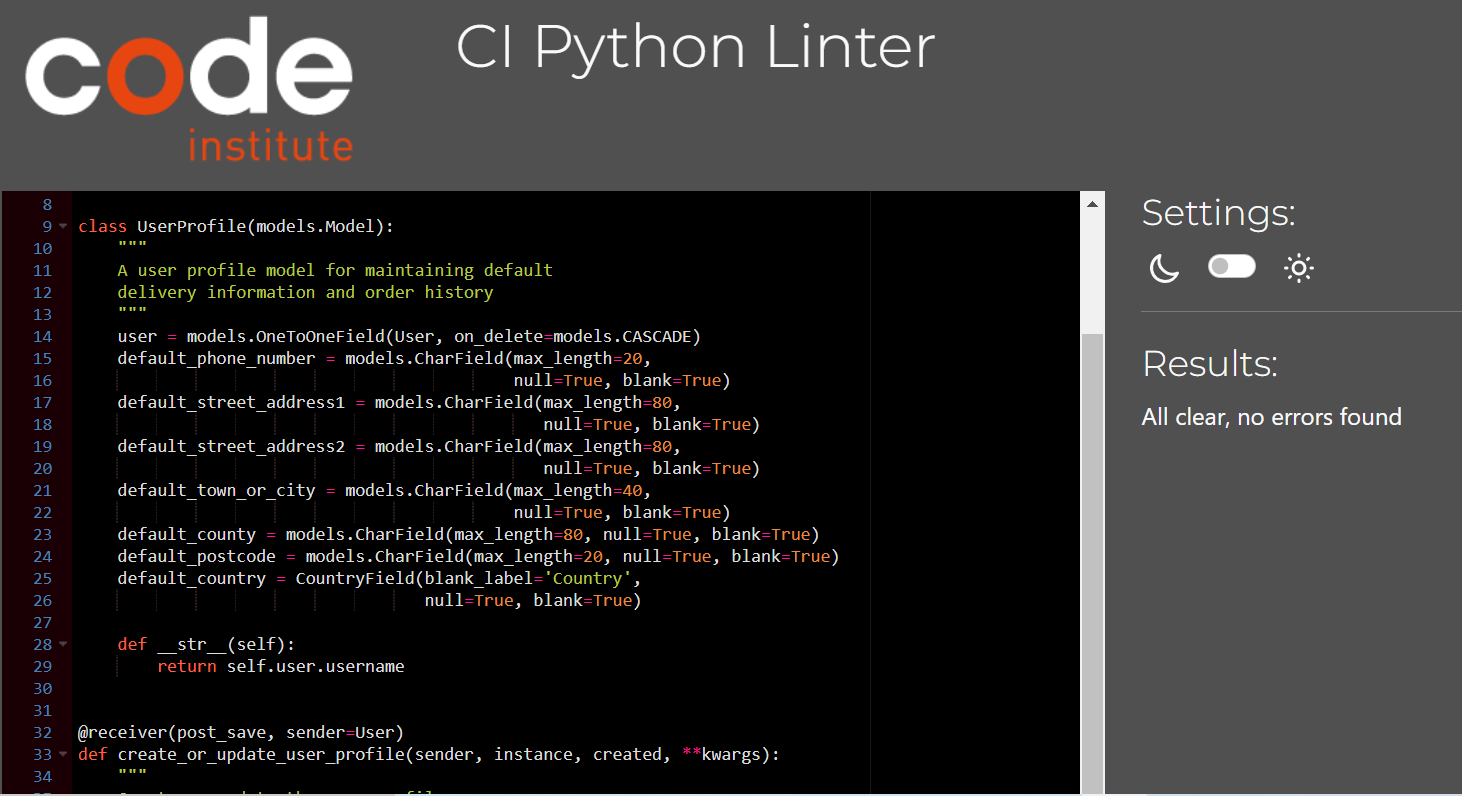 code
institute
CI Python Linter
8
9 class UserProfile(models.Model):
10     """
11     A user profile model for maintaining default
12     delivery information and order history
13     """
14     user = models.OneToOneField(User, on_delete=models.CASCADE)
15     default_phone_number = models.CharField(max_length=20,
16                                             null=True, blank=True)
17     default_street_address1 = models.CharField(max_length=80,
18                                                null=True, blank=True)
19     default_street_address2 = models.CharField(max_length=80,
20                                                null=True, blank=True)
21     default_town_or_city = models.CharField(max_length=40,
22                                             null=True, blank=True)
23     default_county = models.CharField(max_length=80, null=True, blank=True)
24     default_postcode = models.CharField(max_length=20, null=True, blank=True)
25     default_country = CountryField(blank_label='Country',
26                                    null=True, blank=True)
27
28     def __str__(self):
29         return self.user.username
30
31
32 @receiver(post_save, sender=User)
33 def create_or_update_user_profile(sender, instance, created, **kwargs):
34     """
Settings:
Results:
All clear, no errors found